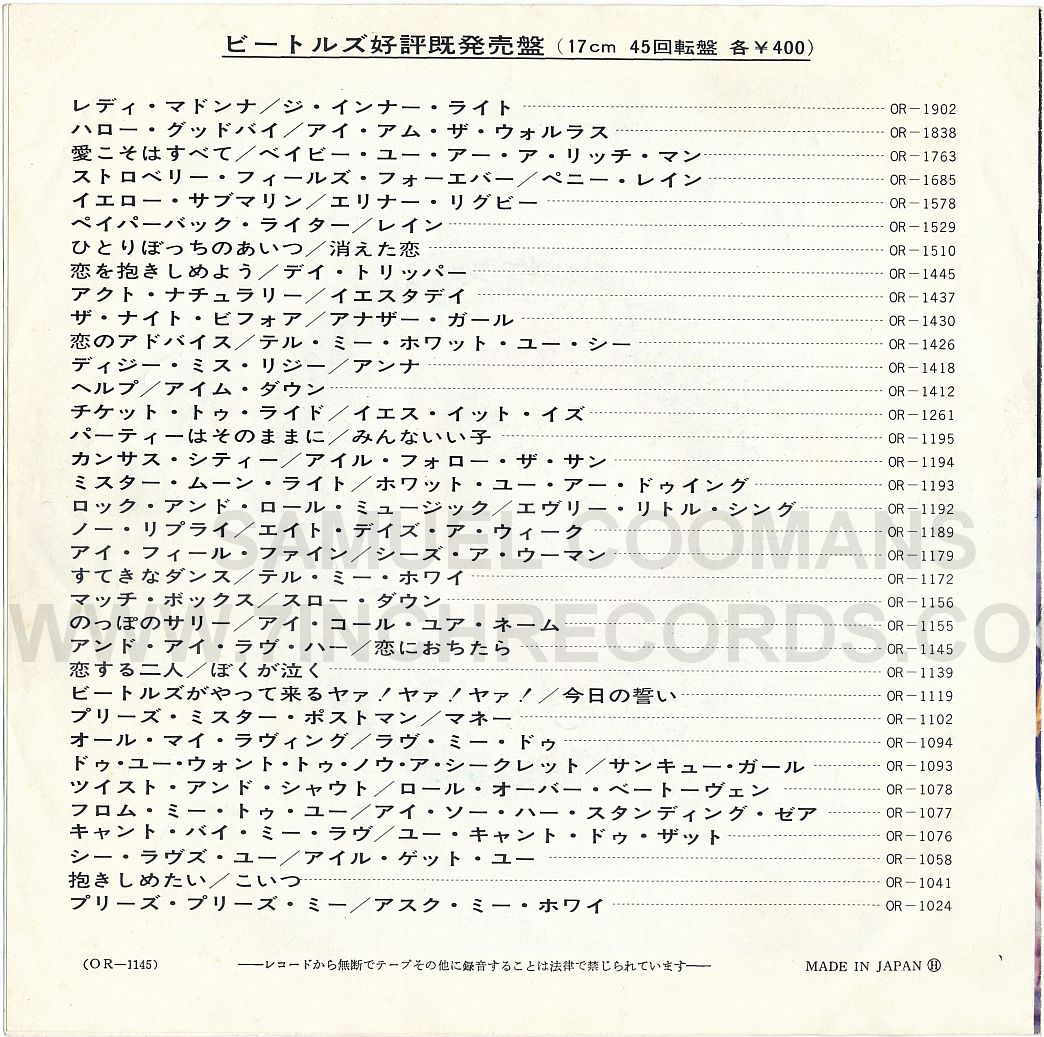 ビートルズ好評既発売盤(17cm 45回転盤 各¥400)
レディ・マドンナ/ジ・インナー・ライト OR-1902
ハロー・グッドバイ/アイ・アム・ザ・ウォルラス OR-1838
愛こそはすべて/ベイビー・ユー・アー・ア・リッチ・マン OR-1763
ストロベリー・フィールズ・フォーエバー/ペニー・レイン OR-1685
イエロー・サブマリン/エリナー・リグビー OR-1578
ペイパーバック・ライター/レイン OR-1529
ひとりぼっちのあいつ/消えた恋 OR-1510
恋を抱きしめよう/デイ・トリッパー OR-1445
アクト・ナチュラリー/イエスタデイ OR-1437
ザ・ナイト・ビフォア/アナザー・ガール OR-1430
恋のアドバイス/テル・ミー・ホワット・ユー・シー OR-1426
ディジー・ミス・リジー/アンナ OR-1418
ヘルプ/アイム・ダウン OR-1412
チケット・トゥ・ライド/イエス・イット・イズ OR-1261
パーティーはそのままに/みんないい子 OR-1195
カンサス・シティー/アイル・フォロー・ザ・サン OR-1194
ミスター・ムーン・ライト/ホワット・ユー・アー・ドゥイング OR-1193
ロック・アンド・ロール・ミュージック/エヴリー・リトル・シング OR-1192
ノー・リプライ/エイト・デイズ・ア・ウィーク OR-1189
アイ・フィール・ファイン/シーズ・ア・ウーマン OR-1179
すてきなダンス/テル・ミー・ホワイ OR-1172
マッチ・ボックス/スロー・ダウン OR-1156
のっぽのサリー/アイ・コール・ユア・ネーム OR-1155
アンド・アイ・ラヴ・ハー/恋におちたら OR-1145
恋する二人/ぼくが泣く OR-1139
ビートルズがやって来るヤァ!ヤァ!ヤァ!/今日の誓い OR-1119
プリーズ・ミスター・ポストマン/マネー OR-1102
オール・マイ・ラヴィング/ラヴ・ミー・ドゥ OR-1094
ドゥ・ユー・ウォント・トゥ・ノウ・ア・シークレット/サンキュー・ガール OR-1093
ツイスト・アンド・シャウト/ロール・オーバー・ベートーヴェン OR-1078
フロム・ミー・トゥ・ユー/アイ・ソー・ハー・スタンディング・ゼア OR-1077
キャント・バイ・ミー・ラヴ/ユー・キャント・ドゥ・ザット OR-1076
シー・ラヴズ・ユー/アイル・ゲット・ユー OR-1058
抱きしめたい/こいつ OR-1041
プリーズ・プリーズ・ミー/アスク・ミー・ホワイ OR-1024
(OR-1145) ―レコードから無断でテープその他に録音することは法律で禁じられています― MADE IN JAPAN Ⓗ
SAMUEL COOMANS
WWW.TINGHRECORDS.CO